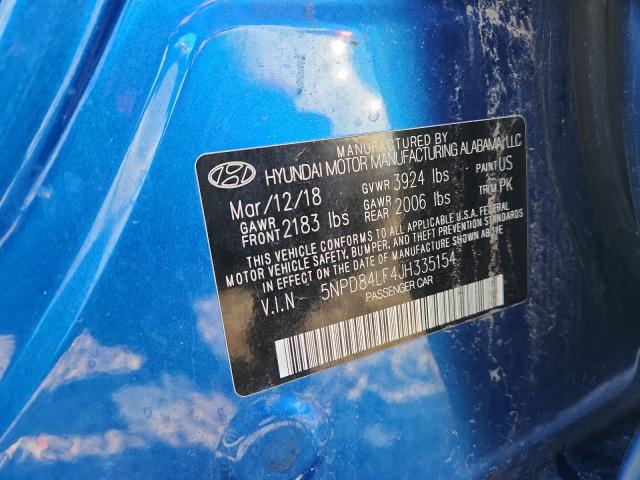 MANUFACTURED BY
HYUNDAI MOTOR MANUFACTURING ALABAMA, LLC
Mar/12/18 GVWR 3924 lbs PAINT US
GAWR FRONT 2183 lbs GAWR REAR 2006 lbs TRIM PK
THIS VEHICLE CONFORMS TO ALL APPLICABLE U.S.A. FEDERAL
MOTOR VEHICLE SAFETY, BUMPER, AND THEFT PREVENTION STANDARDS
IN EFFECT ON THE DATE OF MANUFACTURE SHOWN ABOVE.
V.I.N 5NPD84LF4JH335154
PASSENGER CAR